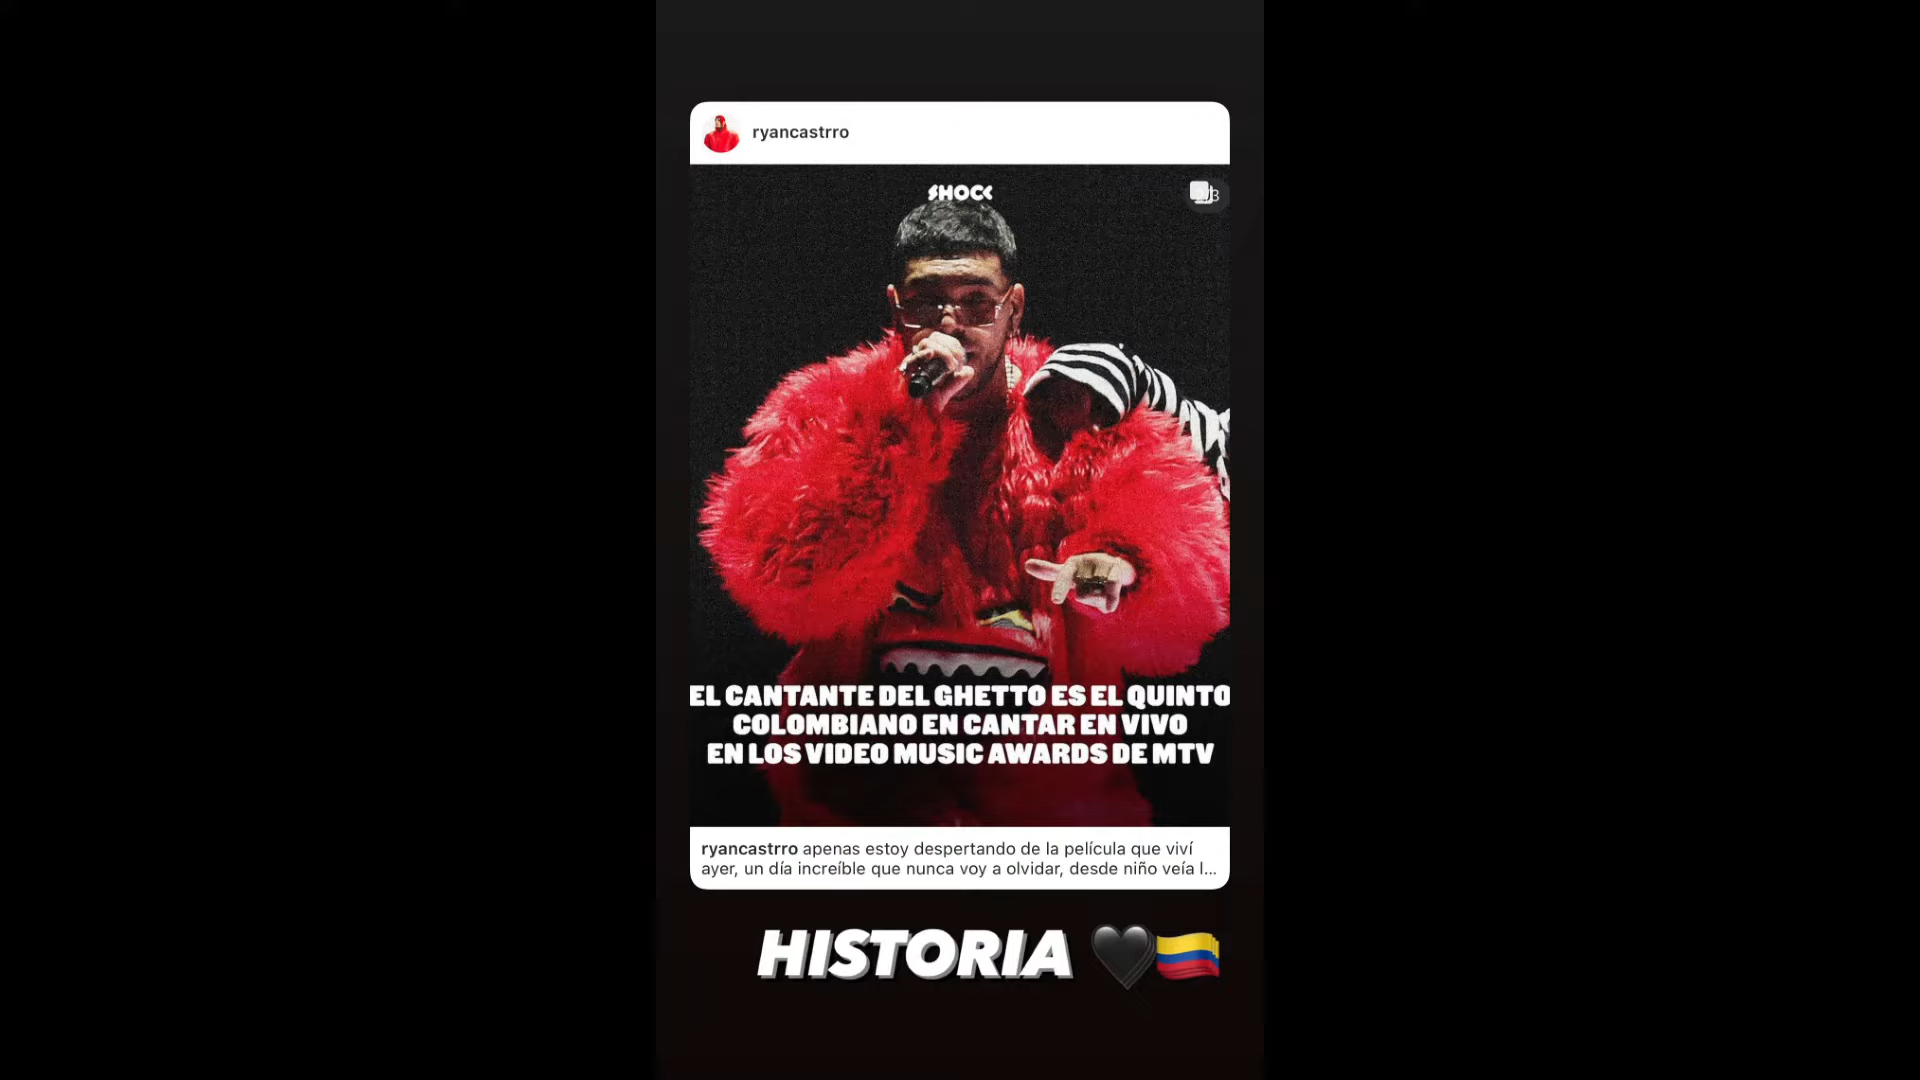 ryancastrro
SHOCK
EL CANTANTE DEL GHETTO ES EL QUINTO
COLOMBIANO EN CANTAR EN VIVO
EN LOS VIDEO MUSIC AWARDS DE MTV
ryancastrro apenas estoy despertando de la película que viví
ayer, un día increíble que nunca voy a olvidar, desde niño veía l...
HISTORIA 🖤🇨🇴